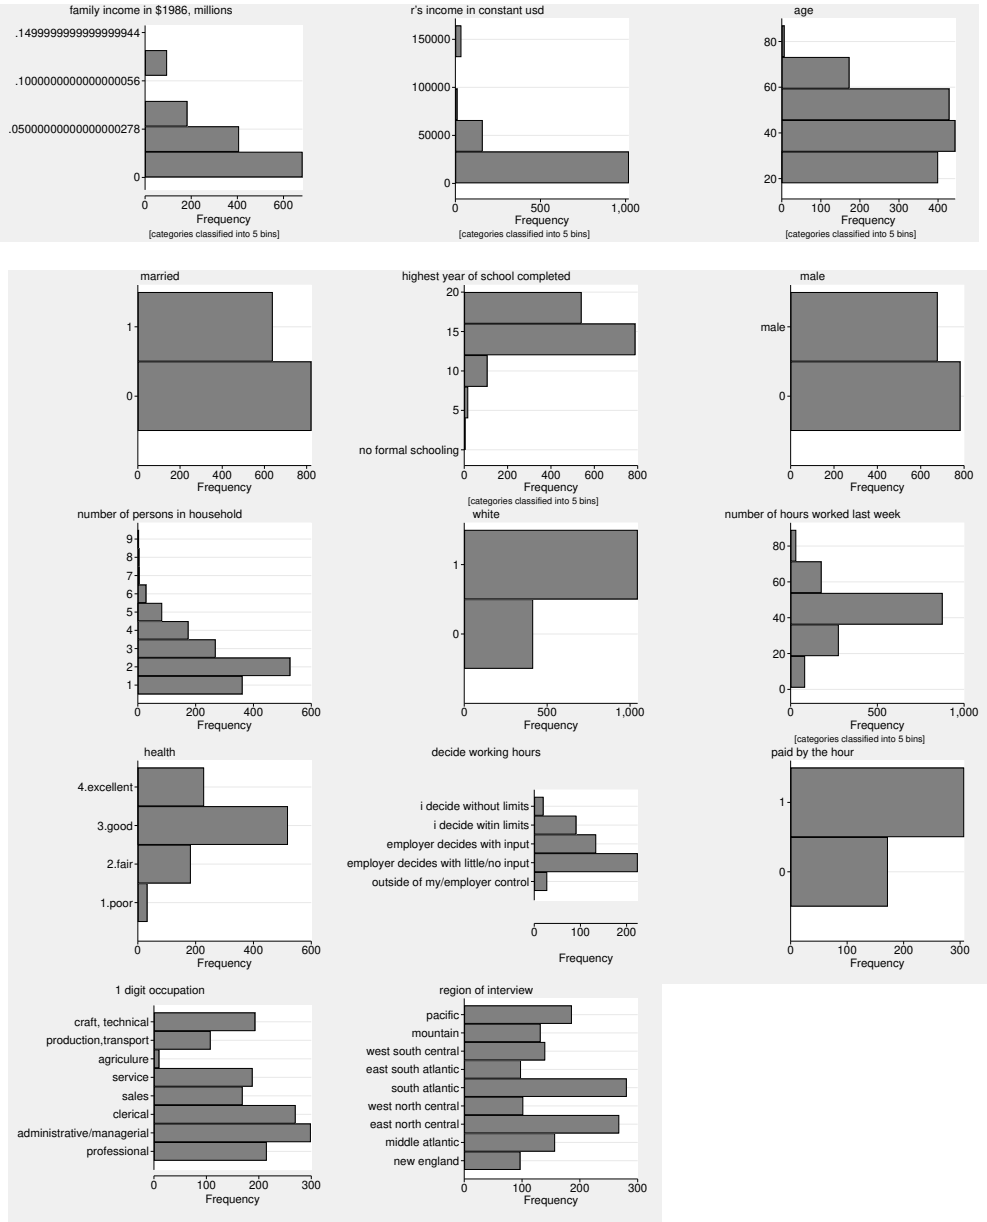 family income in $1986, millions
.1499999999999999944
.1000000000000000056
.05000000000000000278
0
0 200 400 600
Frequency
[categories classified into 5 bins]
r's income in constant usd
150000
100000
50000
0
0 500 1,000
Frequency
[categories classified into 5 bins]
age
80
60
40
20
0 100 200 300 400
Frequency
[categories classified into 5 bins]
married
1
0
0 200 400 600 800
Frequency
highest year of school completed
20
15
10
5
no formal schooling
0 200 400 600 800
Frequency
[categories classified into 5 bins]
male
male
0
0 200 400 600 800
Frequency
number of persons in household
9
8
7
6
5
4
3
2
1
0 200 400 600
Frequency
white
1
0
0 500 1,000
Frequency
number of hours worked last week
80
60
40
20
0
0 500 1,000
Frequency
[categories classified into 5 bins]
health
4.excellent
3.good
2.fair
1.poor
0 200 400 600
Frequency
decide working hours
i decide without limits
i decide witin limits
employer decides with input
employer decides with little/no input
outside of my/employer control
0 100 200
Frequency
paid by the hour
1
0
0 100 200 300
Frequency
1 digit occupation
craft, technical
production,transport
agriculure
service
sales
clerical
administrative/managerial
professional
0 100 200 300
Frequency
region of interview
pacific
mountain
west south central
east south atlantic
south atlantic
west north central
east north central
middle atlantic
new england
0 100 200 300
Frequency